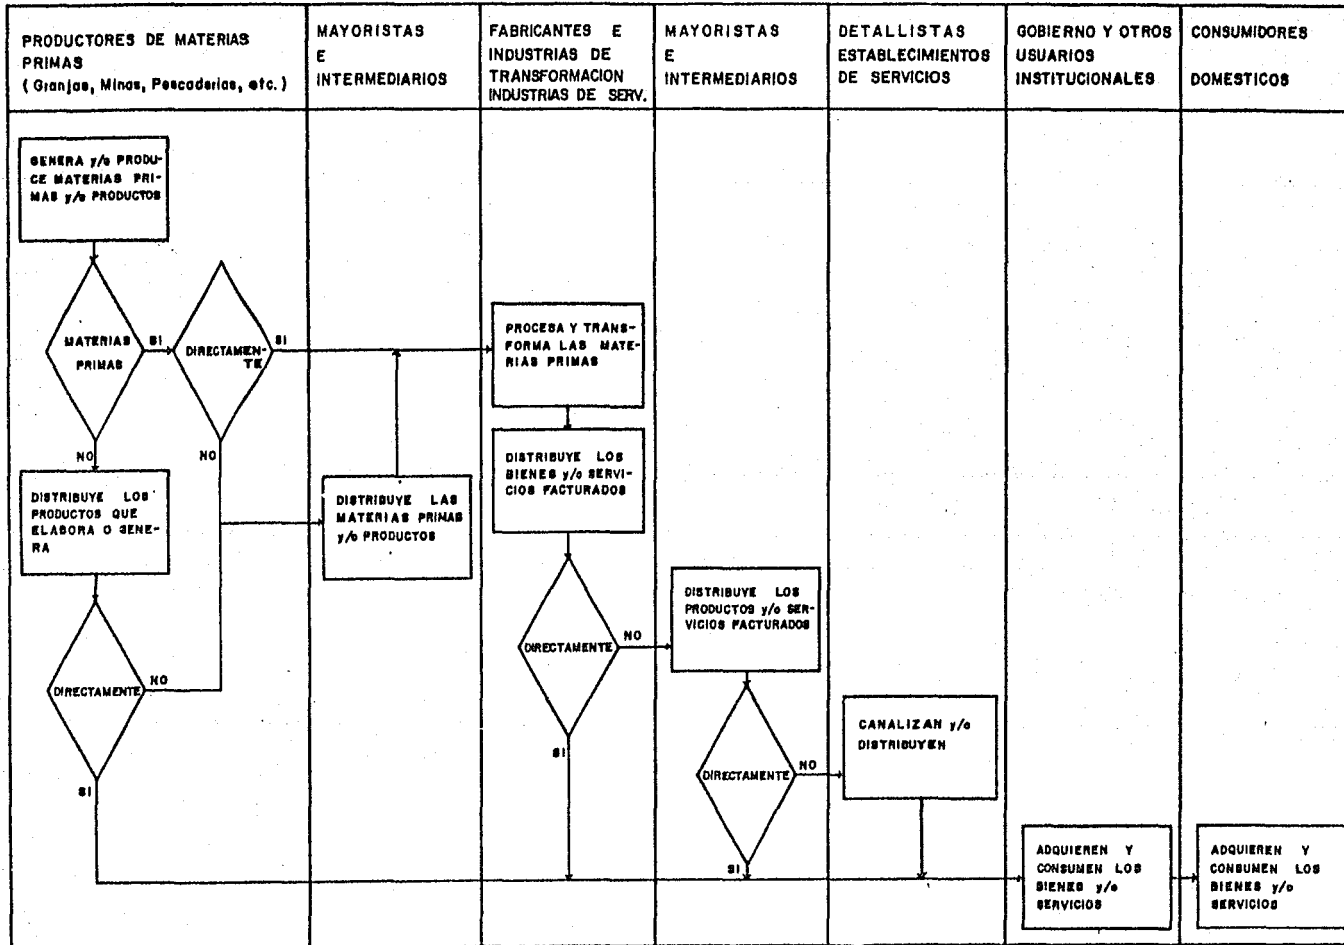 PRODUCTORES DE MATERIAS
PRIMAS
( Granjas, Minas, Pescaderias, etc. )
MAYORISTAS
E
INTERMEDIARIOS
FABRICANTES E
INDUSTRIAS DE
TRANSFORMACION
INDUSTRIAS DE SERV.
MAYORISTAS
E
INTERMEDIARIOS
DETALLISTAS
ESTABLECIMIENTOS
DE SERVICIOS
GOBIERNO Y OTROS
USUARIOS
INSTITUCIONALES
CONSUMIDORES
DOMESTICOS
GENERA y/o PRODU-
CE MATERIAS PRI-
MAS y/o PRODUCTOS
MATERIAS
PRIMAS
SI
NO
DIRECTAMEN-
TE
SI
NO
DISTRIBUYE LOS
PRODUCTOS QUE
ELABORA O GENE-
RA
DIRECTAMENTE
NO
SI
DISTRIBUYE LAS
MATERIAS PRIMAS
y/o PRODUCTOS
PROCESA Y TRANS-
FORMA LAS MATE-
RIAS PRIMAS
DISTRIBUYE LOS
BIENES y/o SERVI-
CIOS FACTURADOS
DIRECTAMENTE
NO
SI
DISTRIBUYE LOS
PRODUCTOS y/o SER-
VICIOS FACTURADOS
DIRECTAMENTE
NO
SI
CANALIZAN y/o
DISTRIBUYEN
ADQUIEREN Y
CONSUMEN LOS
BIENES y/o
SERVICIOS
ADQUIEREN Y
CONSUMEN LOS
BIENES y/o
SERVICIOS